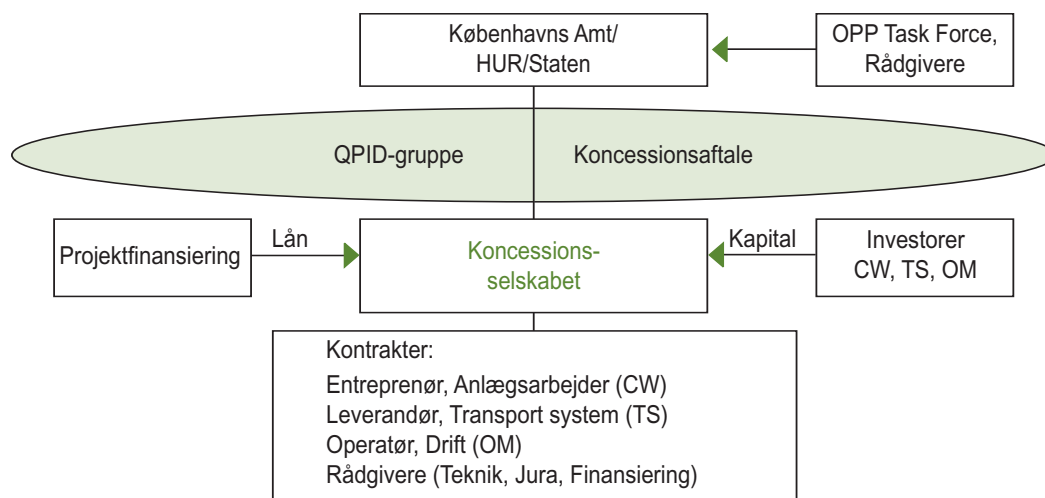 Københavns Amt/
HUR/Staten
OPP Task Force,
Rådgivere
QPID-gruppe
Koncessionsaftale
Projektfinansiering
Lån
Koncessions-
selskabet
Kapital
Investorer
CW, TS, OM
Kontrakter:
Entreprenør, Anlægsarbejder (CW)
Leverandør, Transport system (TS)
Operatør, Drift (OM)
Rådgivere (Teknik, Jura, Finansiering)